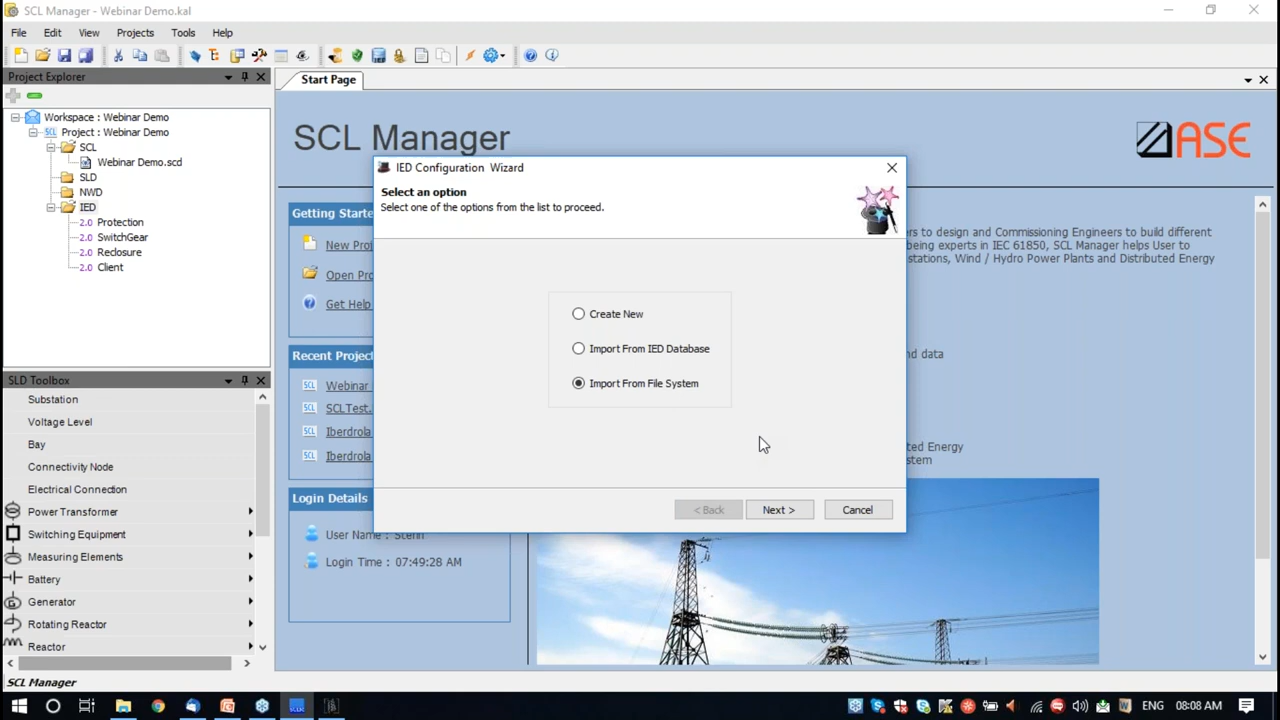 SCL Manager - Webinar Demo.kal
File Edit View Projects Tools Help
Project Explorer
Workspace : Webinar Demo
Project : Webinar Demo
SCL
Webinar Demo.scd
SLD
NWD
IED
2.0 Protection
2.0 SwitchGear
2.0 Reclosure
2.0 Client
SLD Toolbox
Substation
Voltage Level
Bay
Connectivity Node
Electrical Connection
Power Transformer
Switching Equipment
Measuring Elements
Battery
Generator
Rotating Reactor
Reactor
SCL Manager
Start Page
SCL Manager
ASE
Getting Starte
New Proj
Open Pro
Get Help
Recent Project
SCL Webinar
SCL SCLTest.
SCL Iberdrola
SCL Iberdrola
Login Details
User Name :
Login Time : 07:49:28 AM
rs to design and Commissioning Engineers to build different
being experts in IEC 61850, SCL Manager helps User to
stations, Wind / Hydro Power Plants and Distributed Energy
d data
ted Energy
stem
IED Configuration Wizard
Select an option
Select one of the options from the list to proceed.
Create New
Import From IED Database
Import From File System
< Back
Next >
Cancel
ENG 08:08 AM